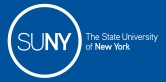 SUNY
The State University
of New York